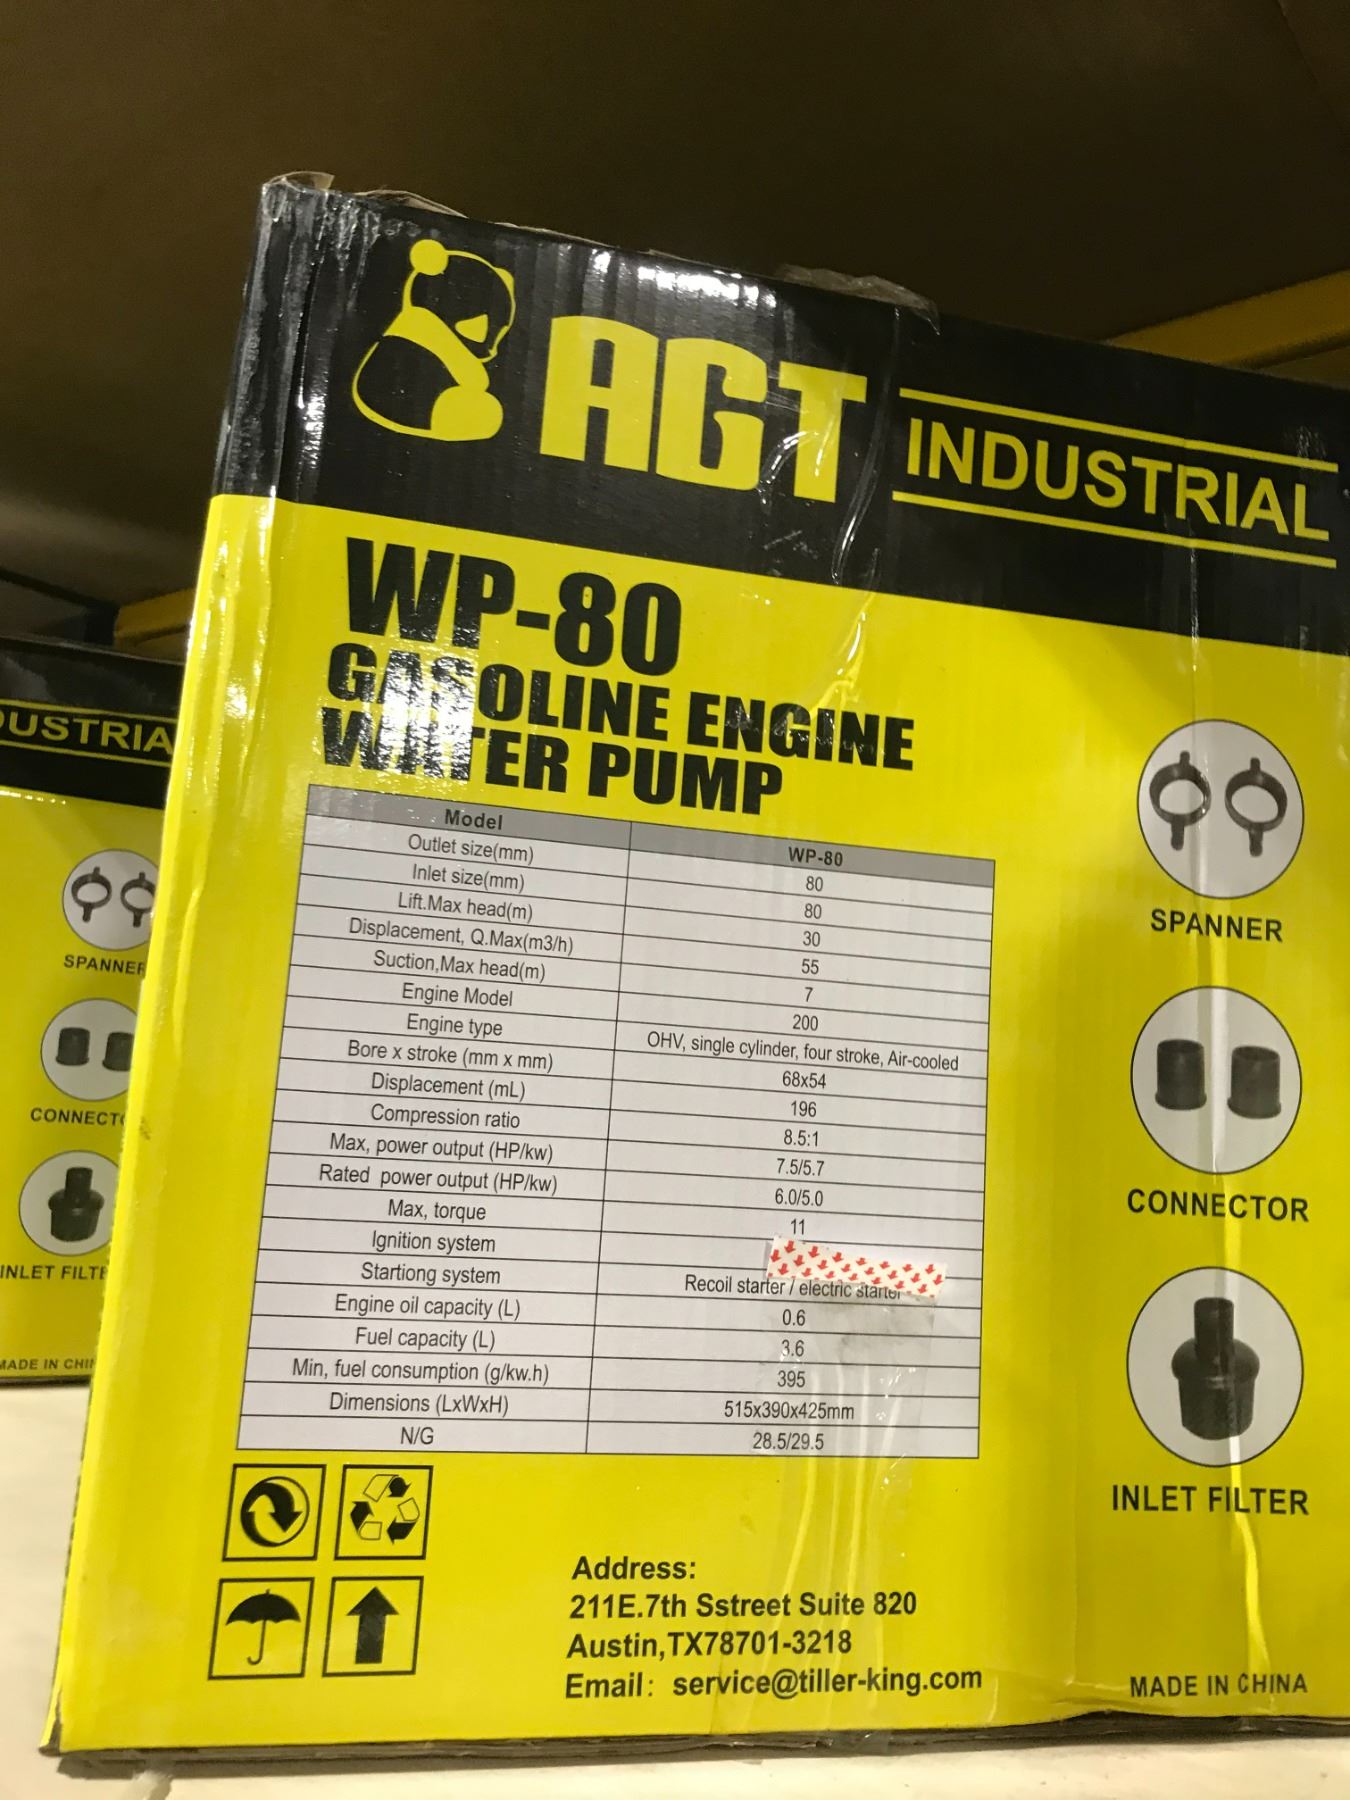 AGT INDUSTRIAL
WP-80
GASOLINE ENGINE
WATER PUMP
Model WP-80
Outlet size(mm) 80
Inlet size(mm) 80
Lift.Max head(m) 30
Displacement, Q.Max(m3/h) 55
Suction,Max head(m) 7
Engine Model 200
Engine type OHV, single cylinder, four stroke, Air-cooled
Bore x stroke (mm x mm) 68x54
Displacement (mL) 196
Compression ratio 8.5:1
Max, power output (HP/kw) 7.5/5.7
Rated power output (HP/kw) 6.0/5.0
Max, torque 11
Ignition system
Startiong system Recoil starter / electric starter
Engine oil capacity (L) 0.6
Fuel capacity (L) 3.6
Min, fuel consumption (g/kw.h) 395
Dimensions (LxWxH) 515x390x425mm
N/G 28.5/29.5
Address:
211E.7th Sstreet Suite 820
Austin,TX78701-3218
Email: service@tiller-king.com
SPANNER
CONNECTOR
INLET FILTER
MADE IN CHINA
DUSTRIA
SPANNER
CONNECTO
INLET FILTE
MADE IN CHIN